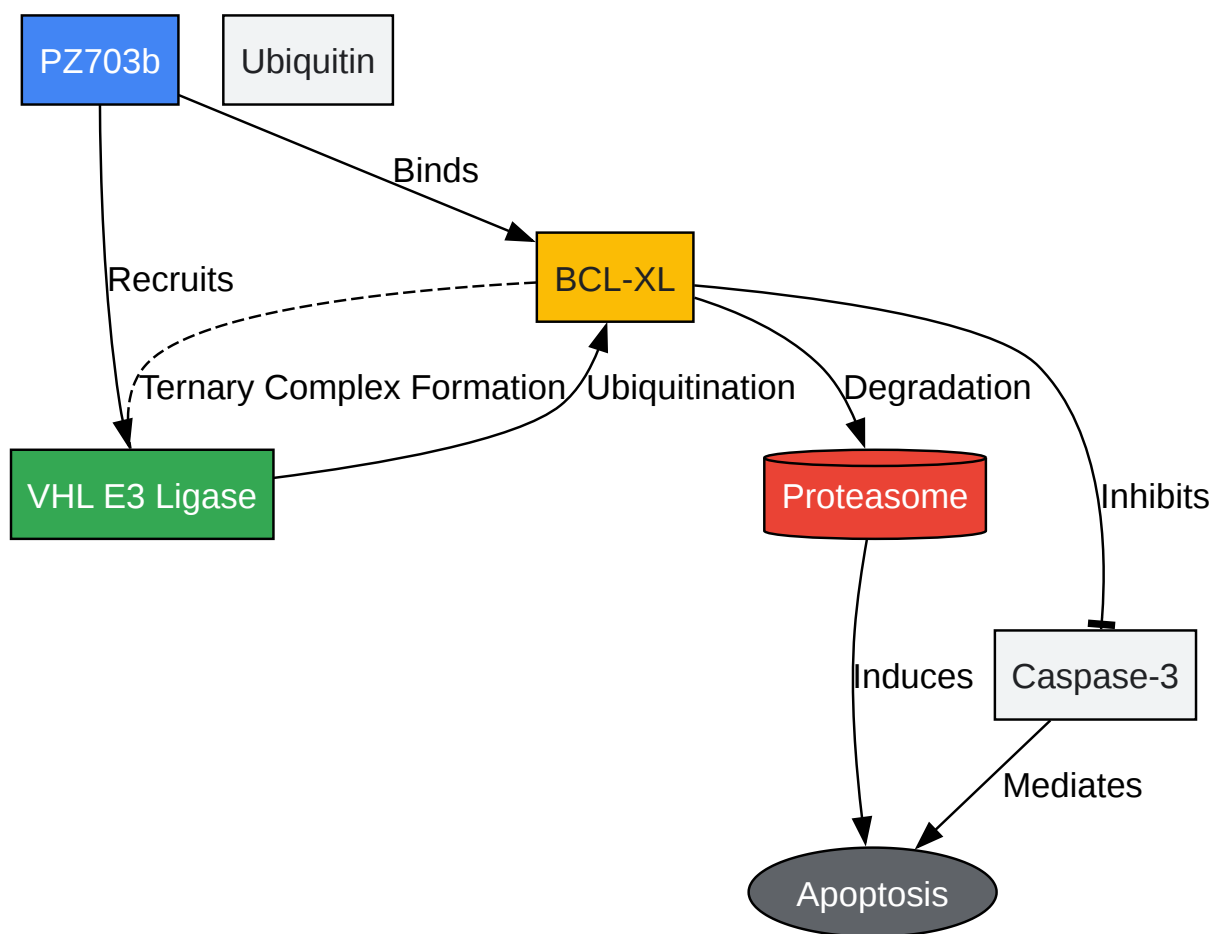 PZ703b
Ubiquitin
Binds
BCL-XL
Recruits
Ternary Complex Formation
Ubiquitination
Degradation
VHL E3 Ligase
Proteasome
Inhibits
Induces
Caspase-3
Mediates
Apoptosis